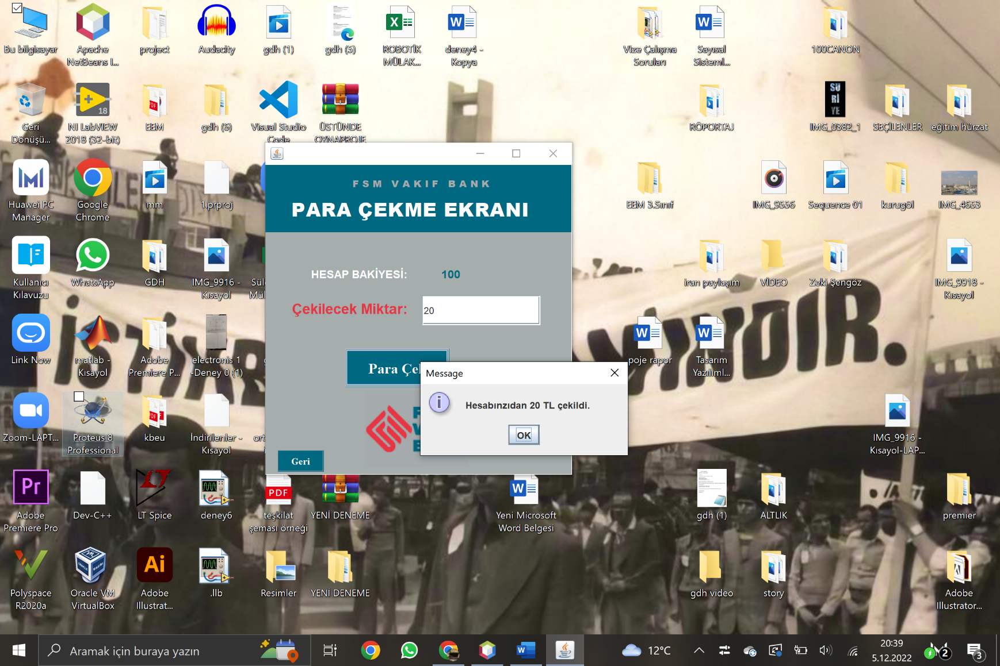 Bu bilgisayar
Apache NetBeans I...
project
Audacity
gdh (1)
gdh (5)
ROBOTİK MÜLAK...
deney4 - Kopya
Vize Çalışma Soruları
Sayısal Sisteml...
100CANON
Geri Dönüşü...
NI LabVIEW 2018 (32-bit)
EEM
gdh (6)
Visual Studio Code
ÜSTÜNDE OYNAPROJE
RÖPORTAJ
SÜ
Rİ
YE
IMG_0382_1
SEÇİLENLER
eğitim hürzat
FSM VAKIF BANK
PARA ÇEKME EKRANI
HESAP BAKİYESİ: 100
Çekilecek Miktar: 20
Para Çe
Geri
Message
Hesabınzıdan 20 TL çekildi.
OK
Huawei PC Manager
Google Chrome
mm
1.prproj
EEM 3.Sınıf
IMG_9556
Sequence 01
kurugöl
IMG_4653
Kullanıcı Kılavuzu
WhatsApp
GDH
IMG_9916 - Kısayol
iran paylaşım
VİDEO
Zeki Şengöz
IMG_9918 - Kısayol
Link Now
matlab - Kısayol
Adobe Premiere P...
electronis 1 -Deney 0 (1)
poje rapor
Tasarım Yazılıml...
Zoom-LAPT...
Proteus 8 Professional
kbeu
İndirilenler - Kısayol
IMG_9916 - Kısayol-LAP...
Adobe Premiere Pro
Dev-C++
LT Spice
deney6
teşkilat şeması örneği
YENİ DENEME
Yeni Microsoft Word Belgesi
gdh (1)
ALTLIK
premier
Polyspace R2020a
Oracle VM VirtualBox
Adobe Illustrat...
.llb
Resimler
YENİ DENEME
gdh video
story
Adobe Illustrator...
Aramak için buraya yazın
12°C
20:39
5.12.2022
2
3